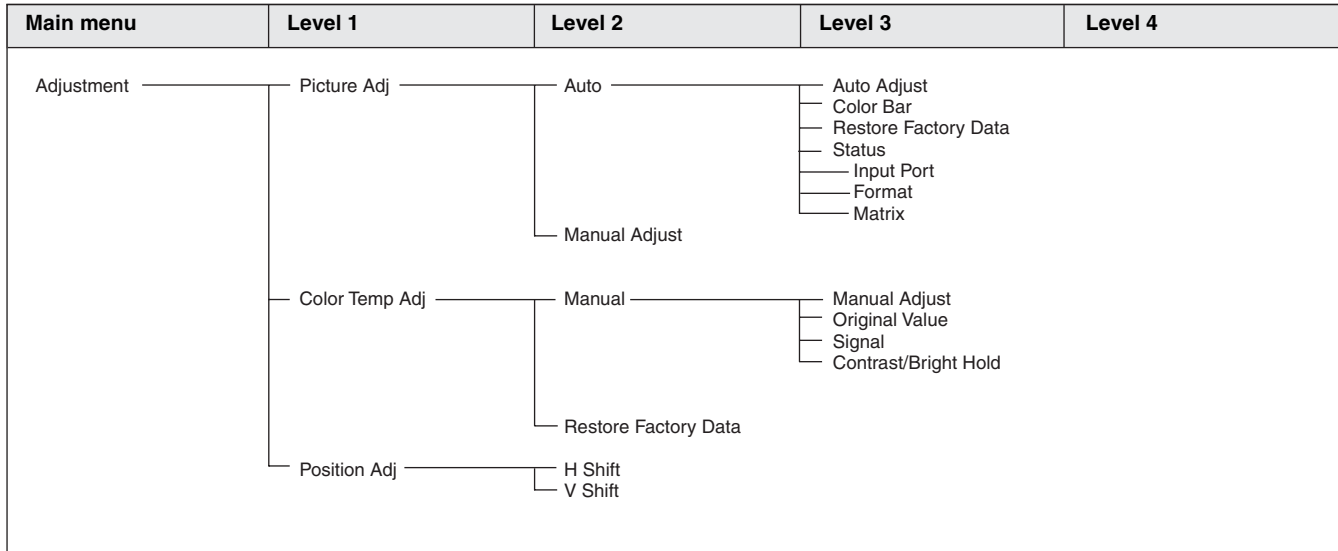 Main menu Level 1 Level 2 Level 3 Level 4
Adjustment Picture Adj Auto Auto Adjust
Color Bar
Restore Factory Data
Status
Input Port
Format
Matrix
Manual Adjust
Color Temp Adj Manual Manual Adjust
Original Value
Signal
Contrast/Bright Hold
Restore Factory Data
Position Adj H Shift
V Shift